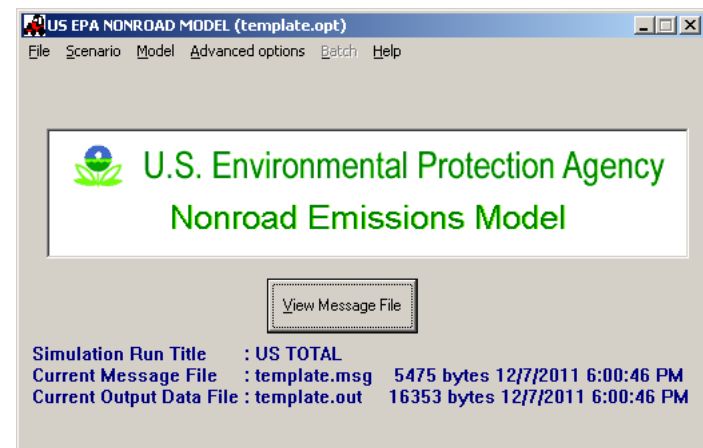 US EPA NONROAD MODEL (template.opt)
File Scenario Model Advanced options Batch Help
U.S. Environmental Protection Agency
Nonroad Emissions Model
View Message File
Simulation Run Title : US TOTAL
Current Message File : template.msg 5475 bytes 12/7/2011 6:00:46 PM
Current Output Data File : template.out 16353 bytes 12/7/2011 6:00:46 PM